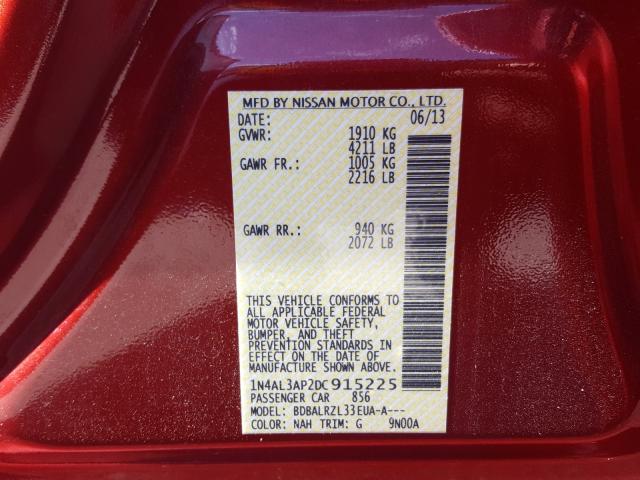 MFD BY NISSAN MOTOR CO., LTD.
DATE: 06/13
GVWR: 1910 KG
4211 LB
GAWR FR.: 1005 KG
2216 LB
GAWR RR.: 940 KG
2072 LB
THIS VEHICLE CONFORMS TO
ALL APPLICABLE FEDERAL
MOTOR VEHICLE SAFETY,
BUMPER, AND THEFT
PREVENTION STANDARDS IN
EFFECT ON THE DATE OF
MANUFACTURE SHOWN ABOVE.
1N4AL3AP2DC915225
PASSENGER CAR 856
MODEL: BDBALRZL33EUA-A---
COLOR: NAH TRIM: G 9N00A